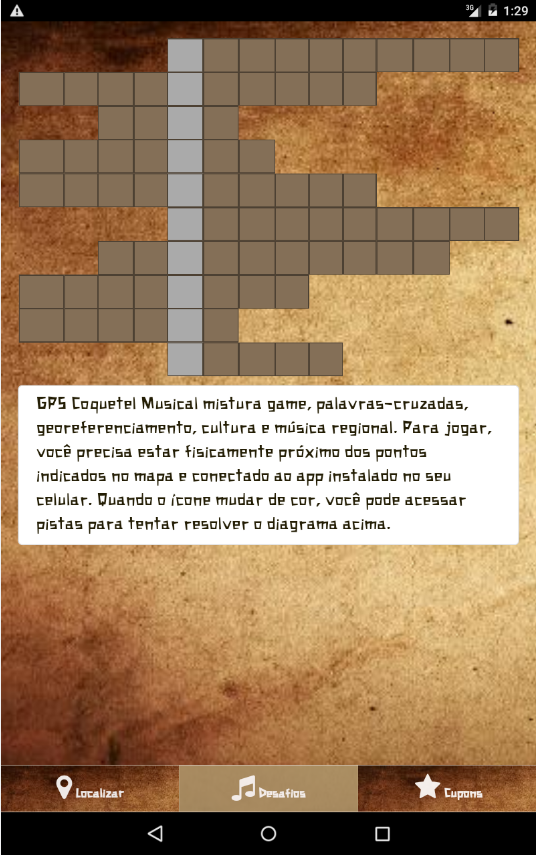 3G 1:29
GPS Coquetel Musical mistura game, palavras-cruzadas,
georeferenciamento, cultura e música regional. Para jogar,
você precisa estar fisicamente próximo dos pontos
indicados no mapa e conectado ao app instalado no seu
celular. Quando o ícone mudar de cor, você pode acessar
pistas para tentar resolver o diagrama acima.
Localizar Desafios Cupons